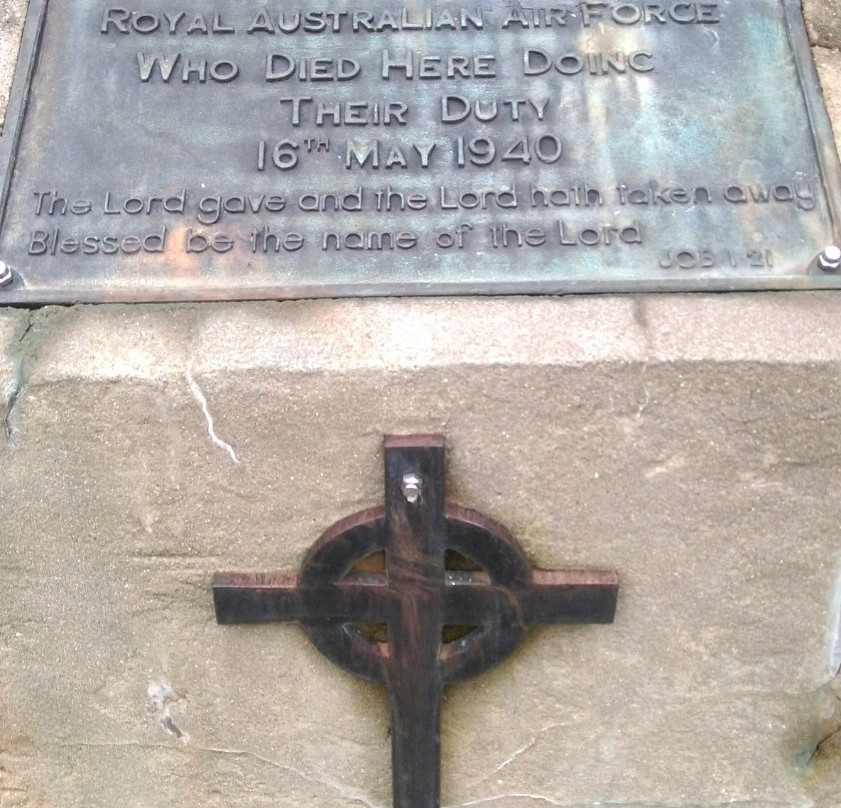 ROYAL AUSTRALIAN AIR FORCE
WHO DIED HERE DOING
THEIR DUTY
16TH MAY 1940
The Lord gave and the Lord hath taken away
Blessed be the name of the Lord
JOB 1·21